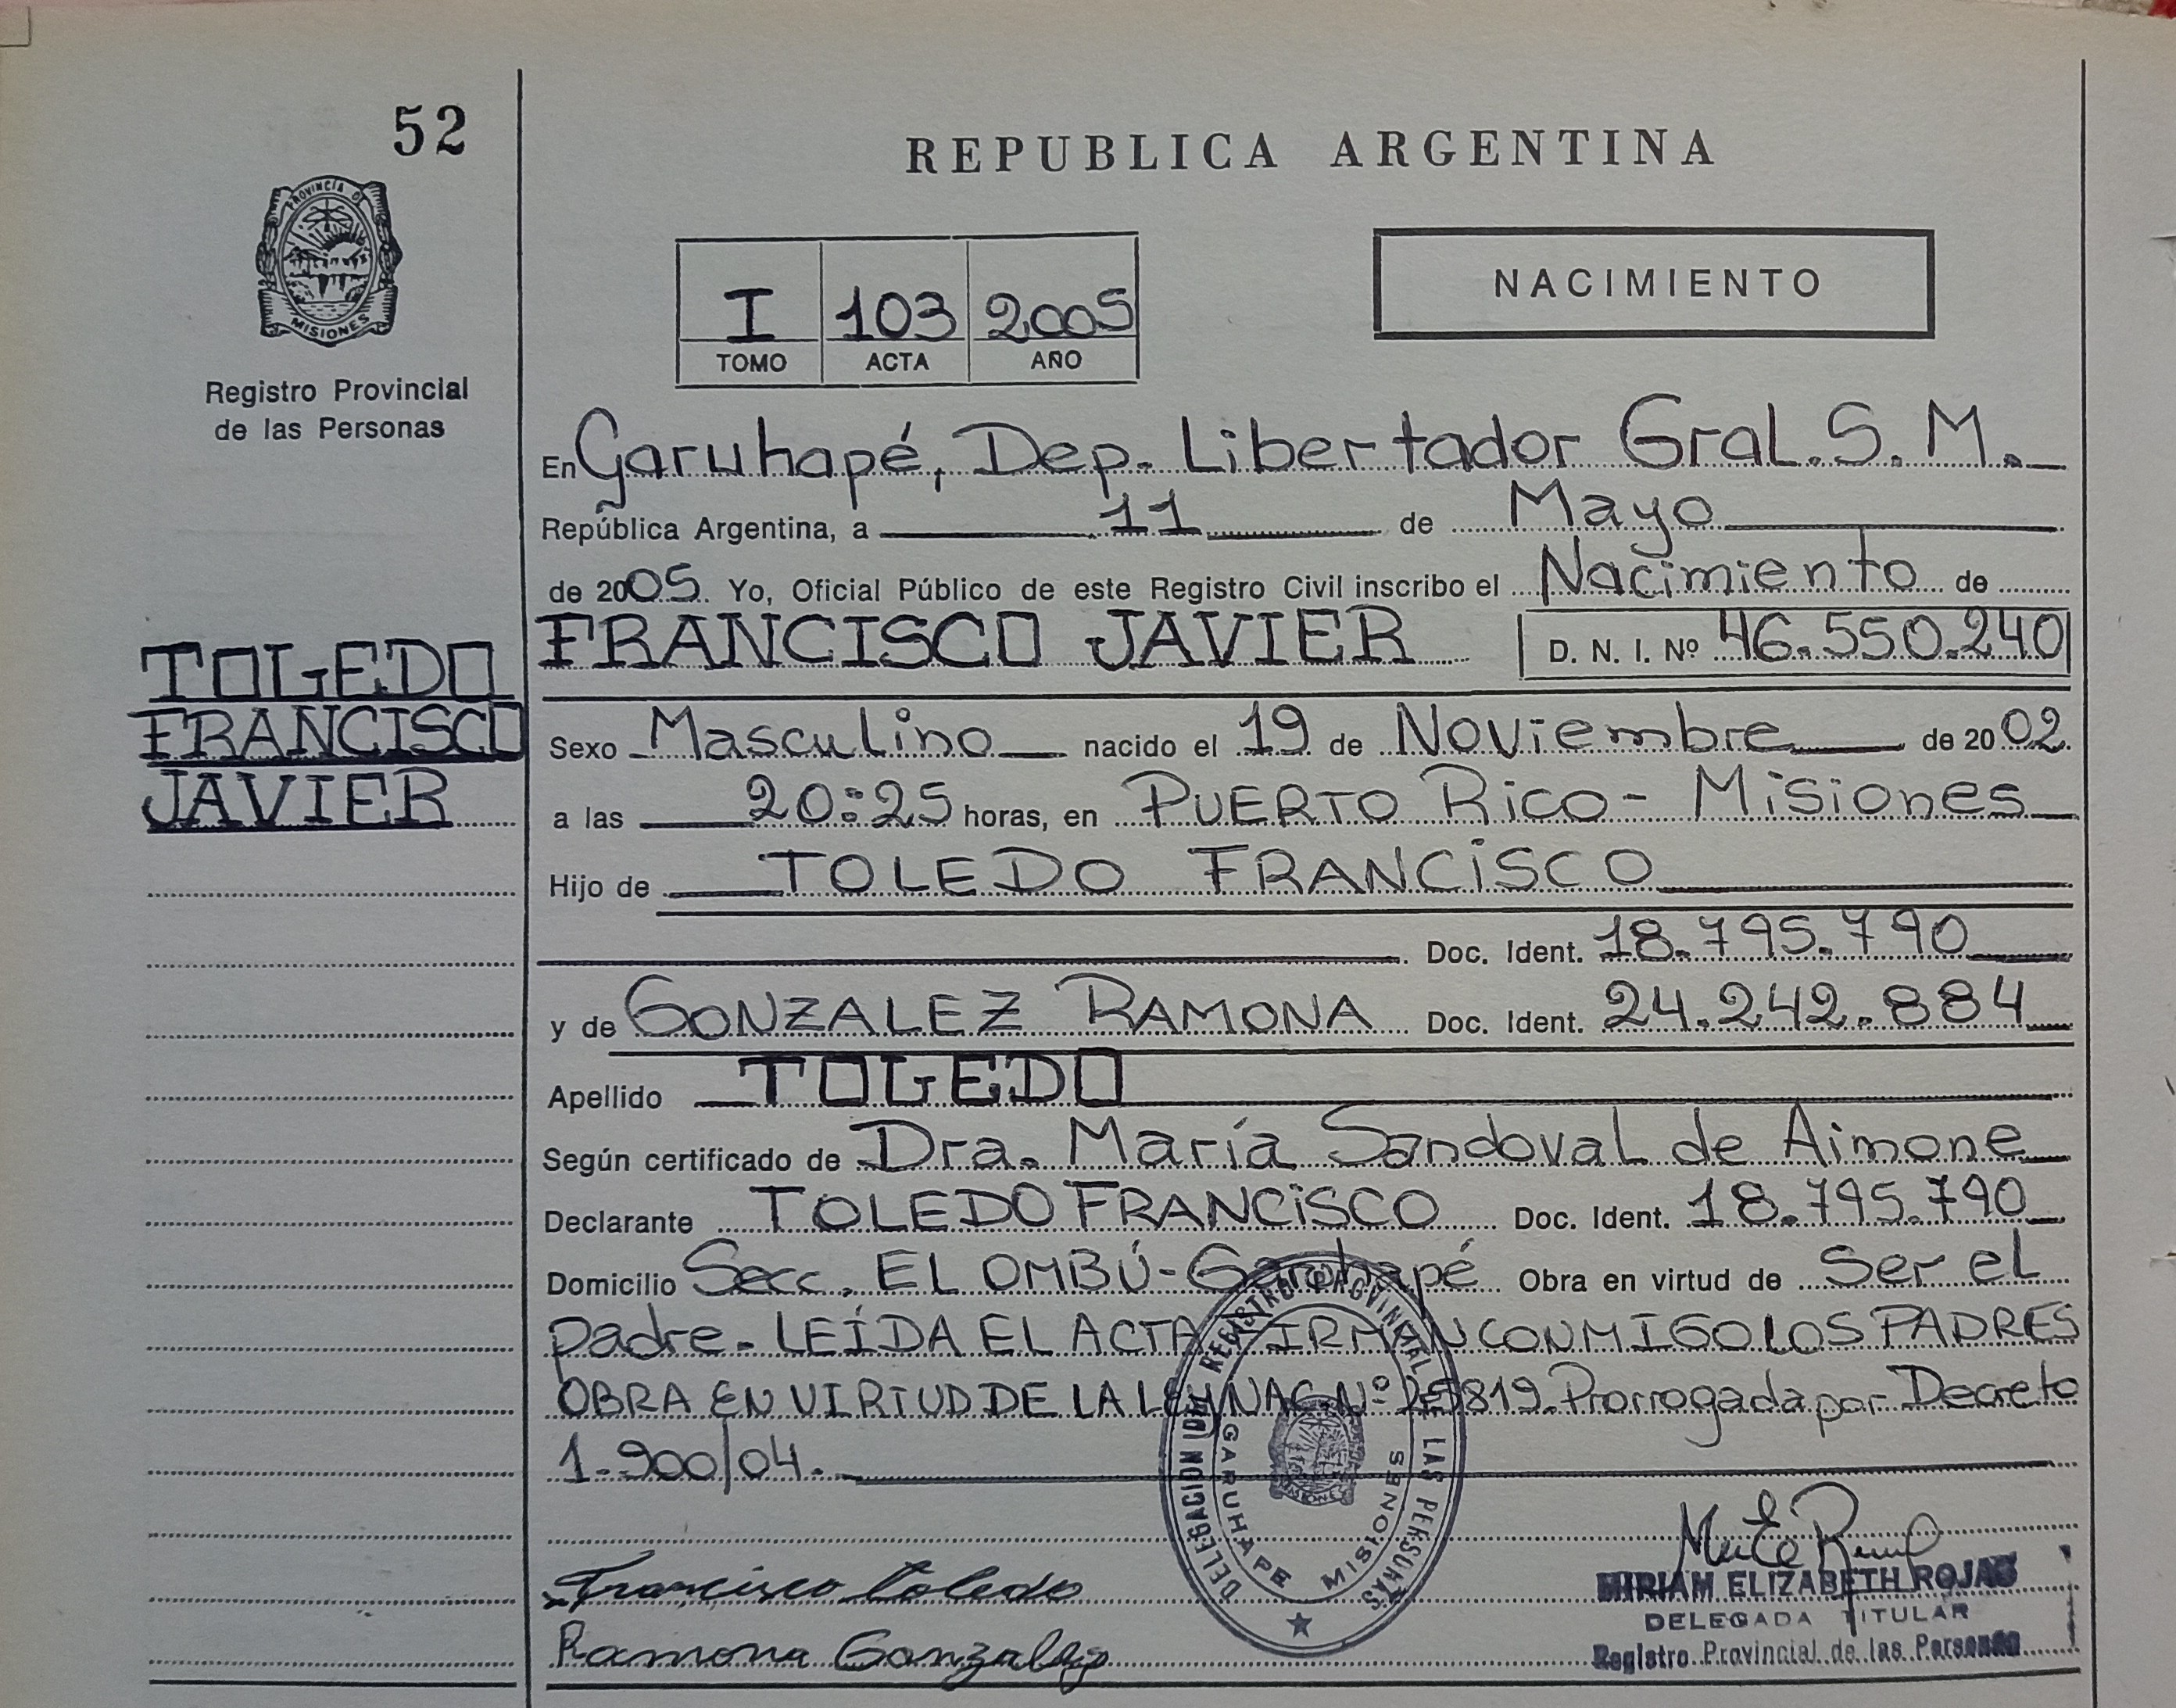 52
REPUBLICA ARGENTINA
PROVINCIA DE
MISIONES
Registro Provincial
de las Personas
I 103 2005
TOMO ACTA AÑO
NACIMIENTO
En Garuhapé, Dep. Libertador Gral. S. M.
República Argentina, a 11 de Mayo
de 2005. Yo, Oficial Público de este Registro Civil inscribo el Nacimiento de
FRANCISCO JAVIER D. N. I. Nº 46.550.240
TOLEDO
FRANCISCO
JAVIER
Sexo Masculino nacido el 19 de Noviembre de 2002.
a las 20:25 horas, en PUERTO RICO - Misiones
Hijo de TOLEDO FRANCISCO
Doc. Ident. 18.795.790
y de GONZALEZ RAMONA Doc. Ident. 24.242.884
Apellido TOLEDO
Según certificado de Dra. María Sandoval de Aimone
Declarante TOLEDO FRANCISCO Doc. Ident. 18.795.790
Domicilio Secc. EL OMBÚ - Garuhapé Obra en virtud de Ser el
padre. LEÍDA EL ACTA FIRMAN CONMIGO LOS PADRES
OBRA EN VIRTUD DE LA LEY NAC. Nº 25819. Prorrogada por Decreto
1.900/04.
DELEGACION REGISTRO PROVINCIAL DE LAS PERSONAS
GARUHAPE MISIONES
Francisco Toledo
Ramona Gonzalez
MIRIAM ELIZABETH ROJAS
DELEGADA TITULAR
Registro Provincial de las Personas